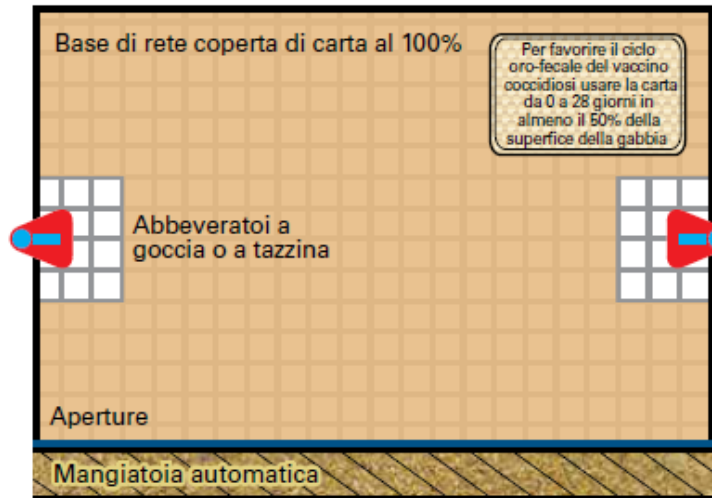 Base di rete coperta di carta al 100%
Per favorire il ciclo
oro-fecale del vaccino
coccidiosi usare la carta
da 0 a 28 giorni in
almeno il 50% della
superfice della gabbia
Abbeveratoi a
goccia o a tazzina
Aperture
Mangiatoia automatica